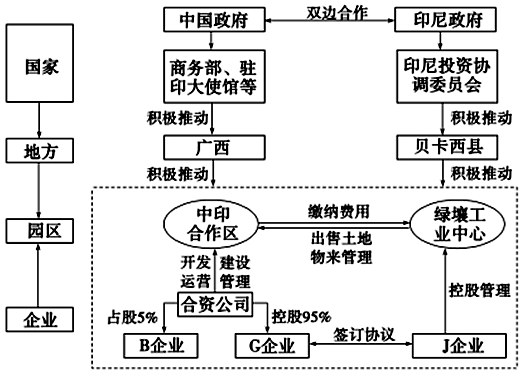 中国政府
双边合作
印尼政府
国家
商务部、驻
印大使馆等
印尼投资协
调委员会
积极推动
积极推动
地方
广西
贝卡西县
积极推动
积极推动
园区
中印
合作区
缴纳费用
出售土地
物来管理
绿壤工
业中心
开发
运营
建设
管理
合资公司
控股管理
企业
占股5%
控股95%
B企业
G企业
签订协议
J企业